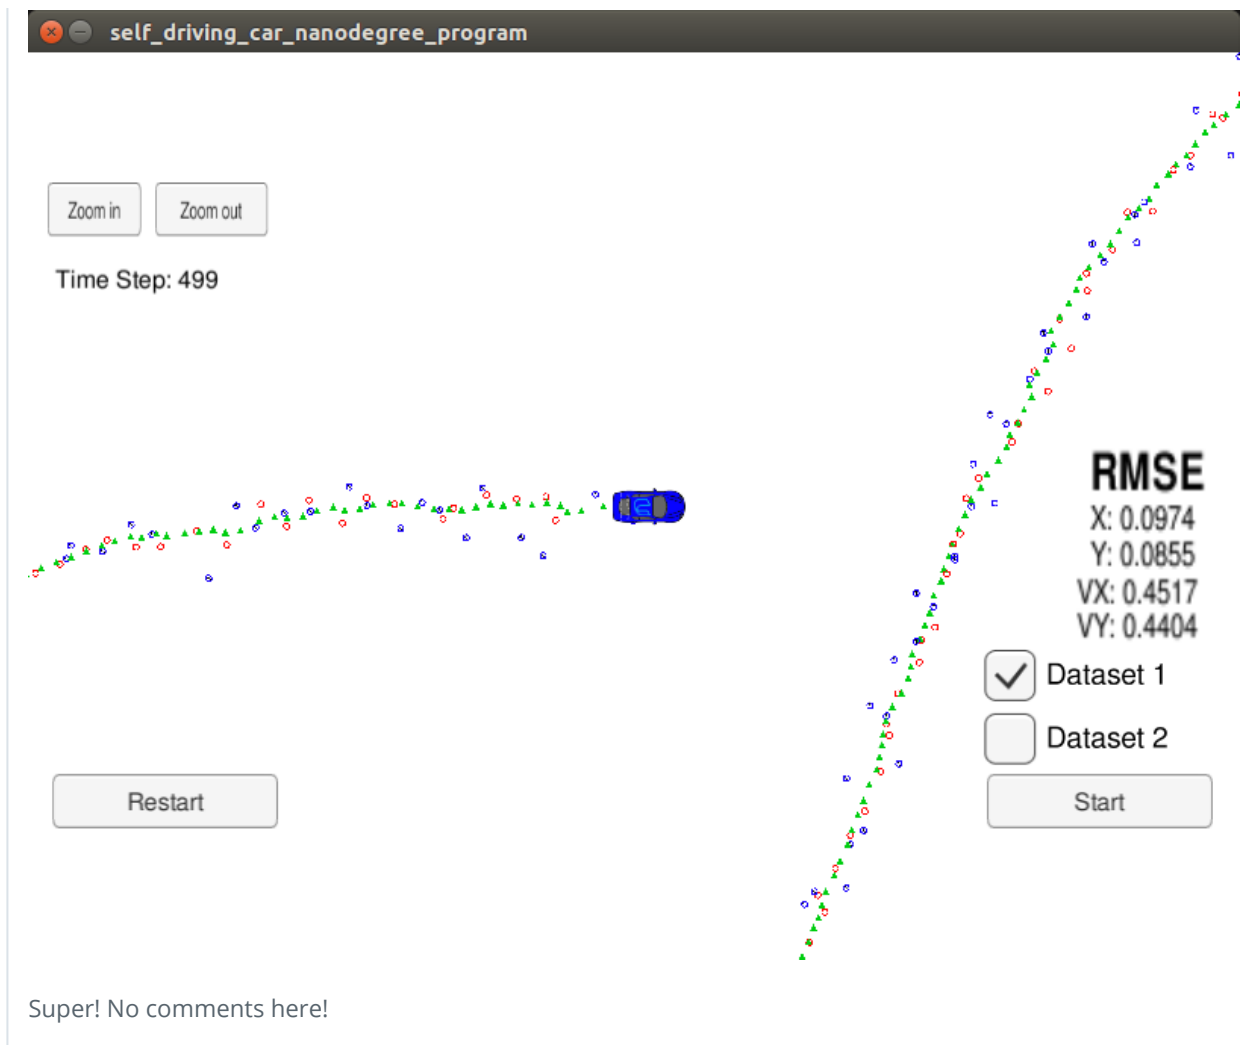 self_driving_car_nanodegree_program
Zoom in Zoom out
Time Step: 499
RMSE
X: 0.0974
Y: 0.0855
VX: 0.4517
VY: 0.4404
Dataset 1
Dataset 2
Restart Start
Super! No comments here!